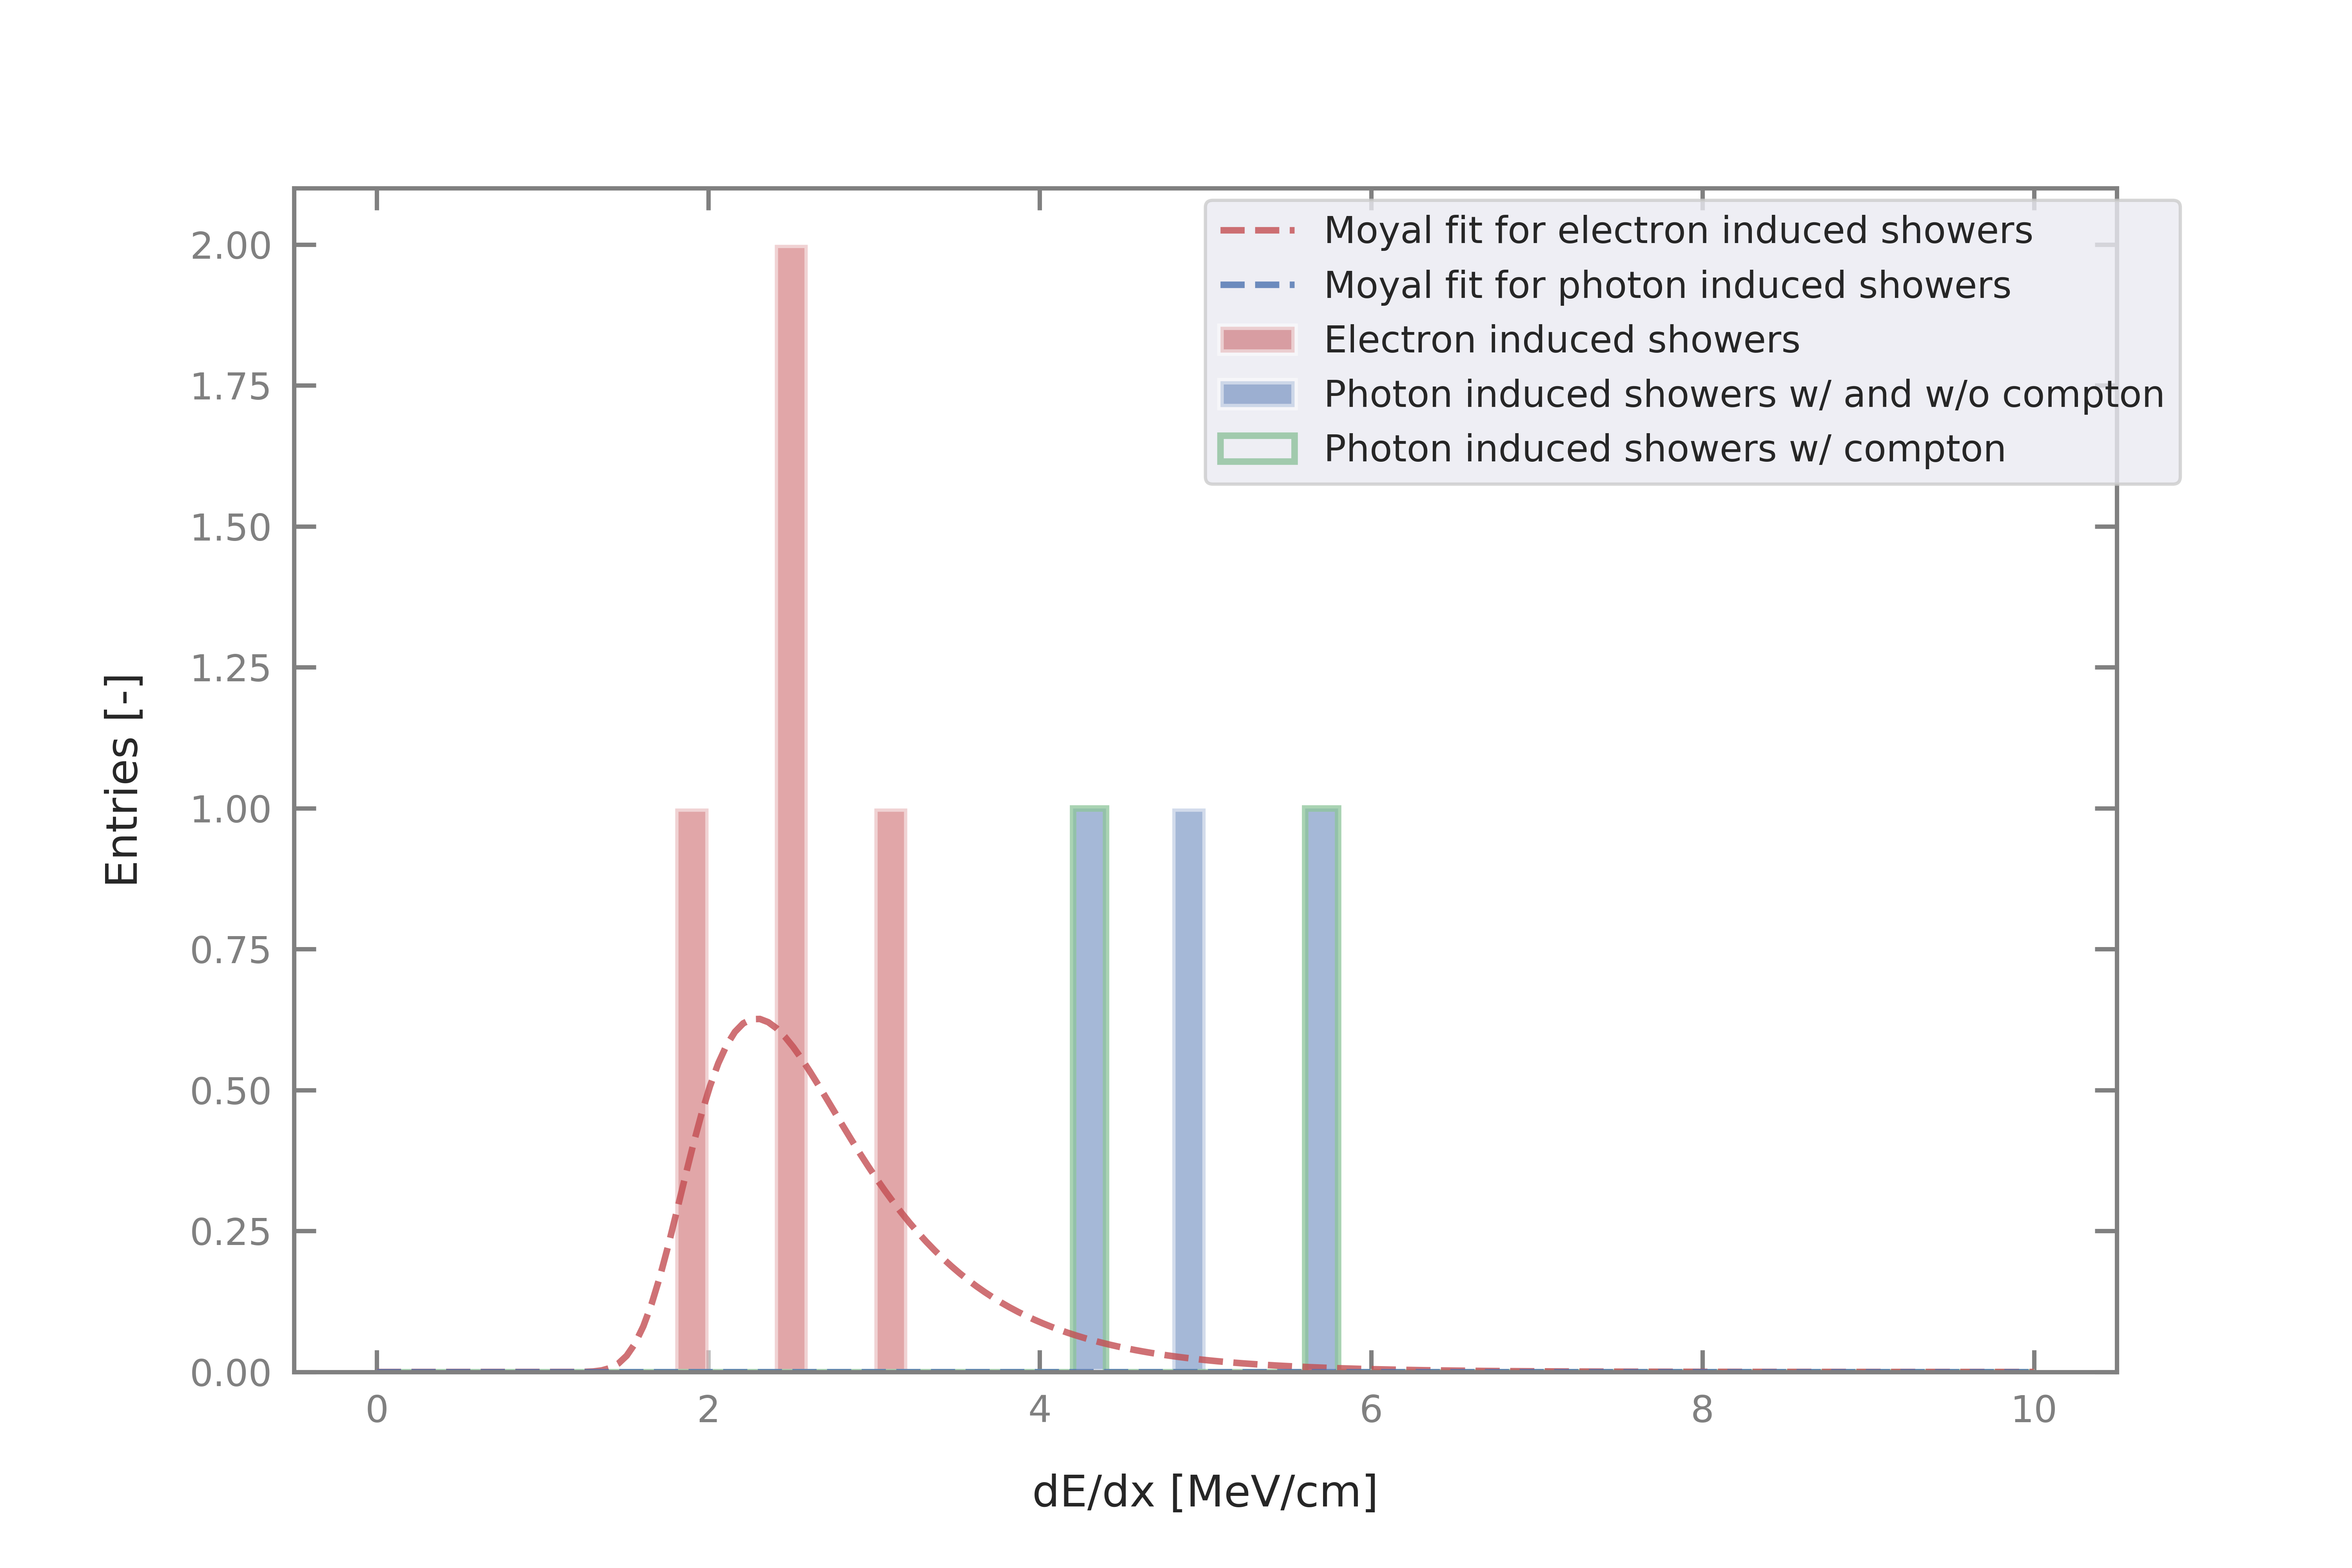 Moyal fit for electron induced showers
Moyal fit for photon induced showers
Electron induced showers
Photon induced showers w/ and w/o compton
Photon induced showers w/ compton
2.00
1.75
1.50
1.25
1.00
0.75
0.50
0.25
0.00
Entries [-]
0 2 4 6 8 10
dE/dx [MeV/cm]